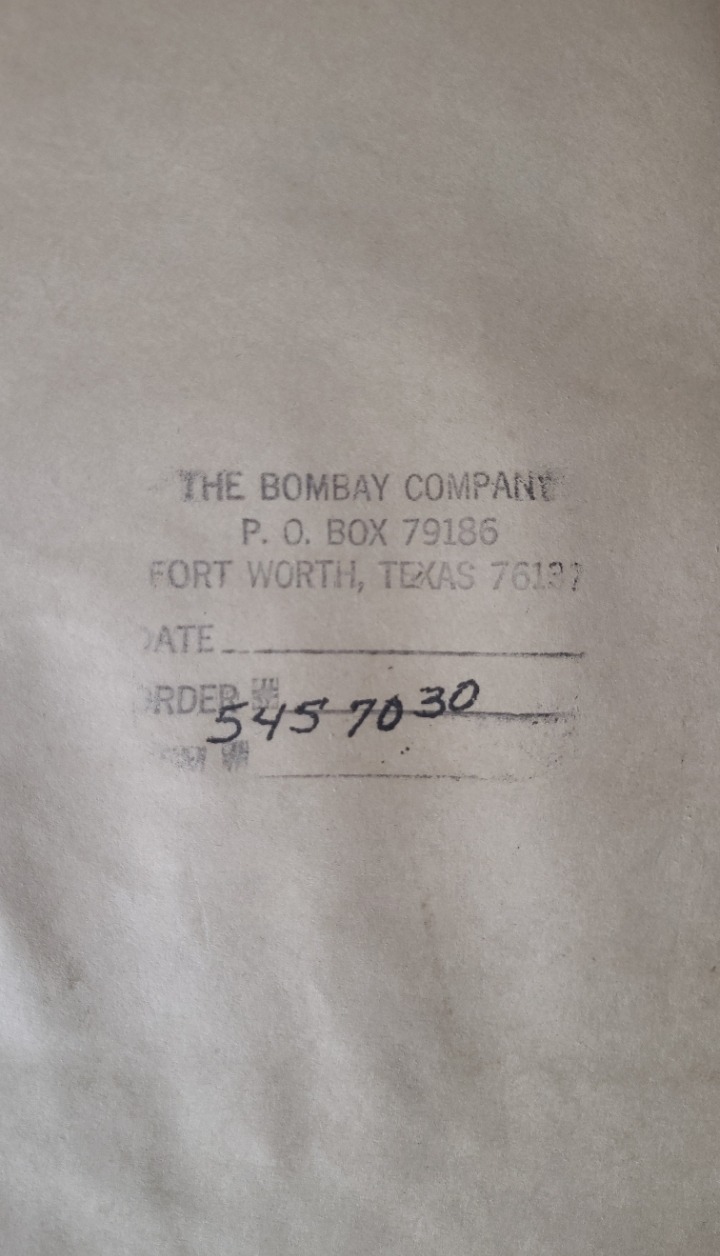 THE BOMBAY COMPANY
P. O. BOX 79186
FORT WORTH, TEXAS
DATE
ORDER #
545 70 30